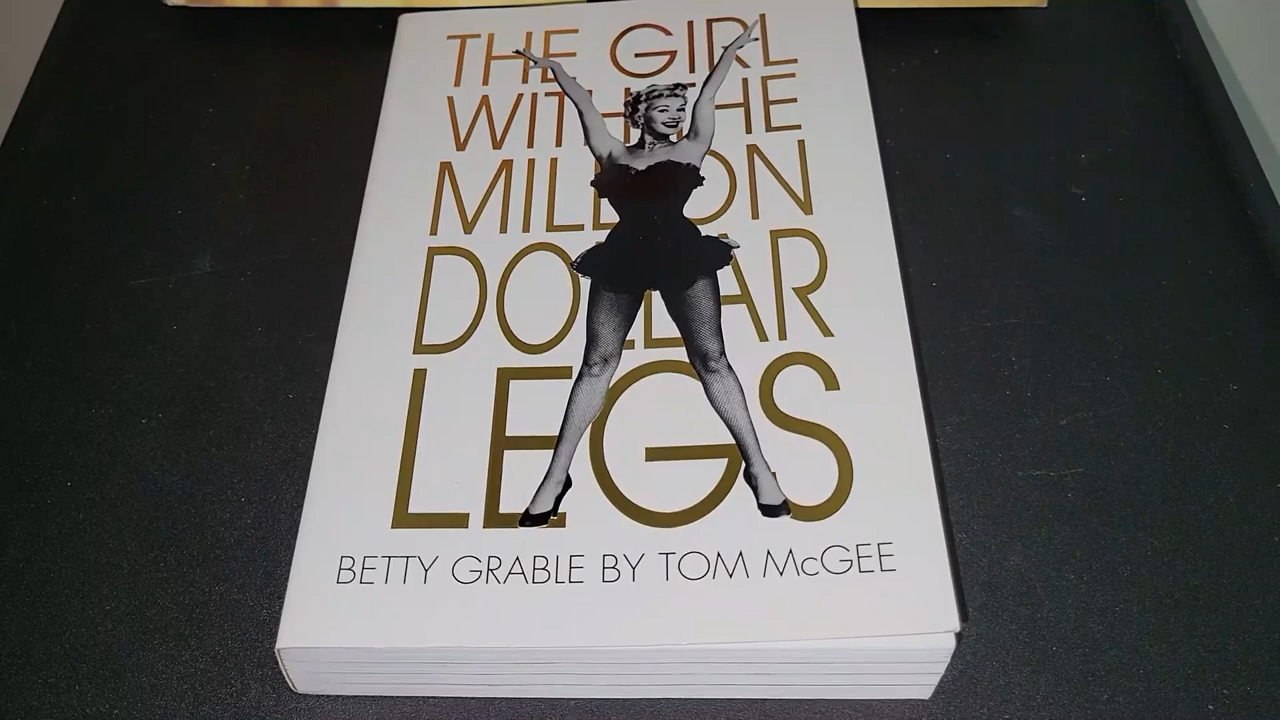 THE GIRL
WITH THE
MILLION
DOLLAR
LEGS
BETTY GRABLE BY TOM McGEE